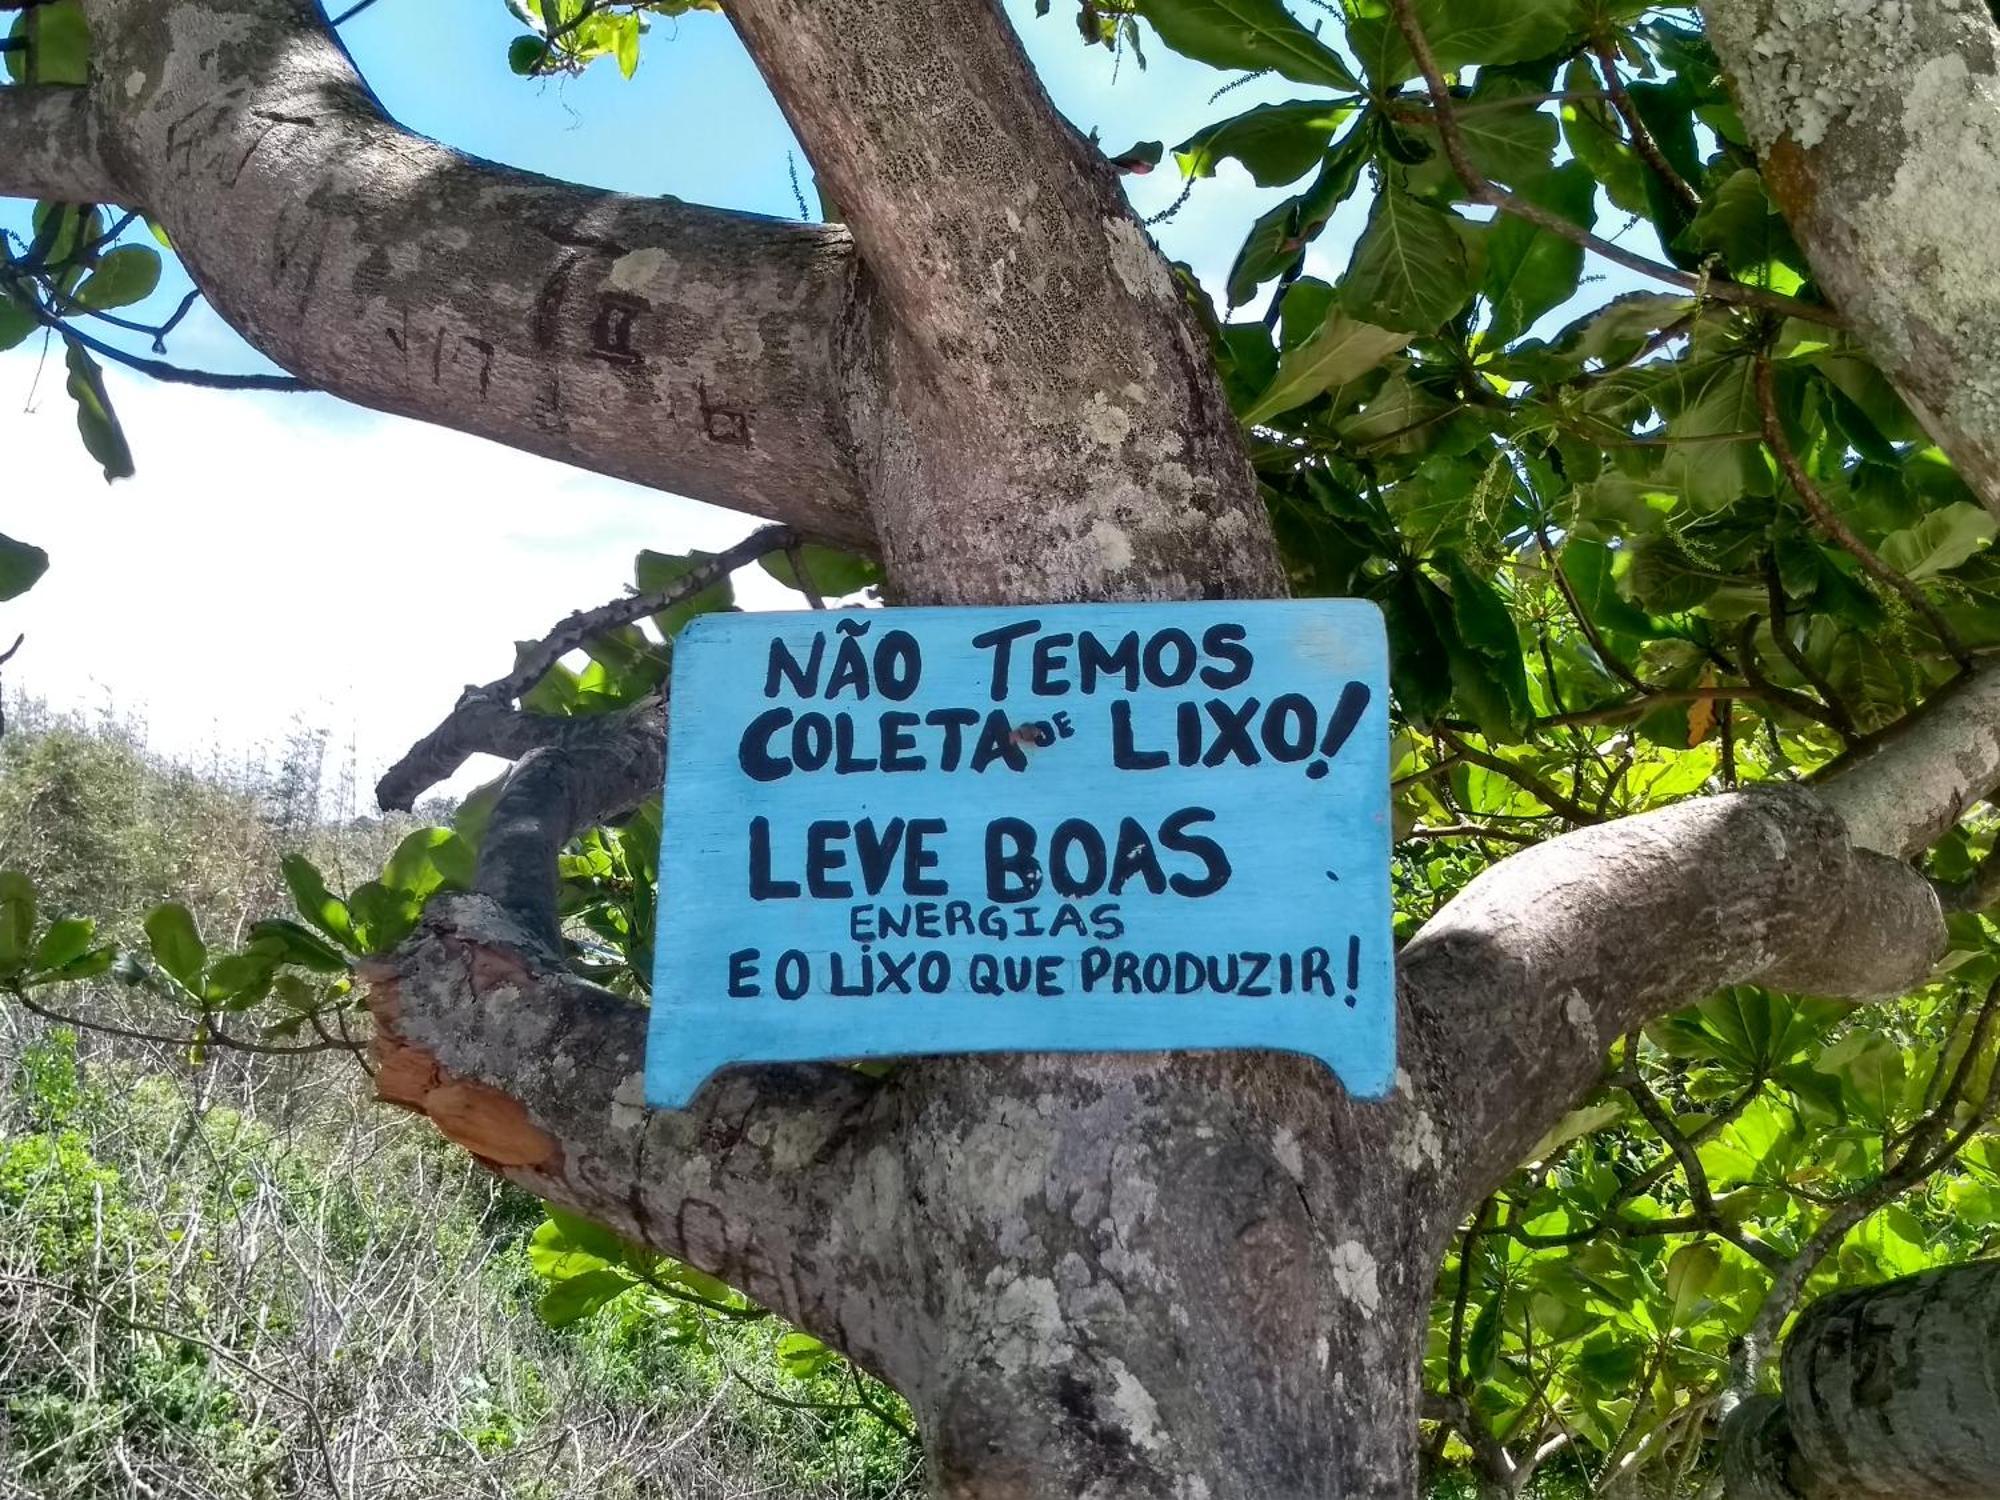 NÃO TEMOS
COLETA DE LIXO!
LEVE BOAS
ENERGIAS
E O LIXO QUE PRODUZIR!